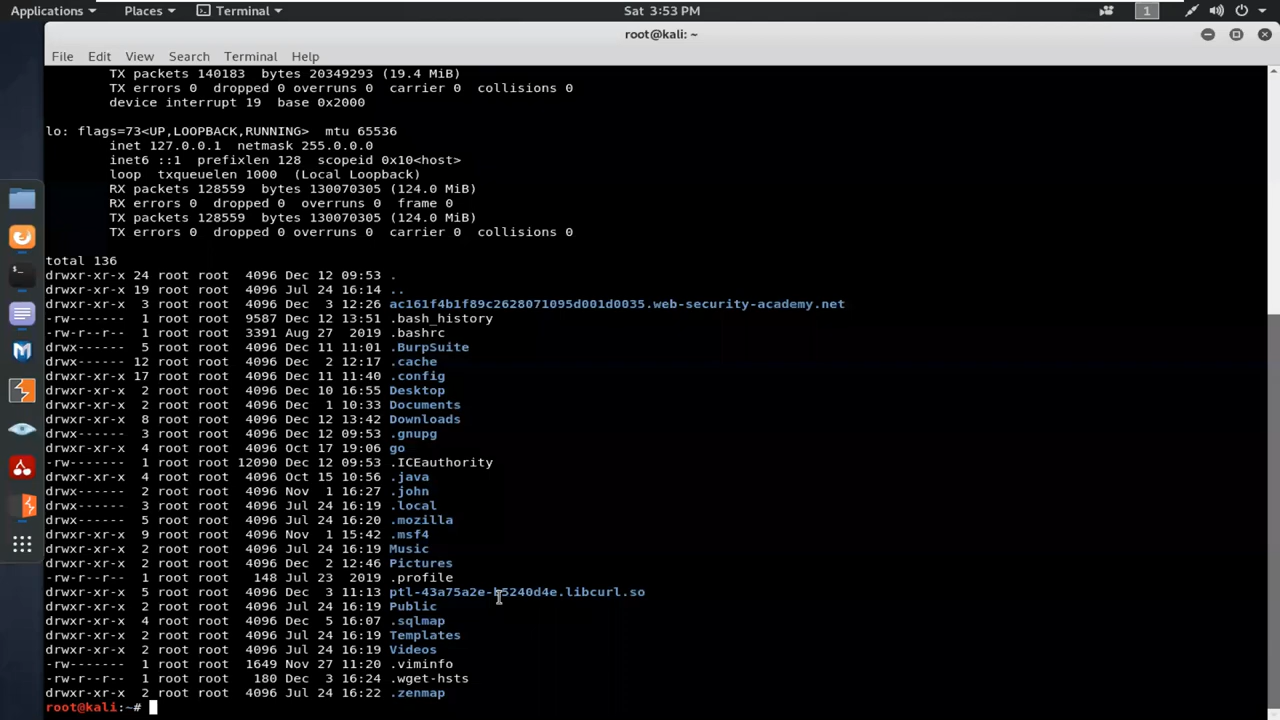 Applications Places Terminal Sat 3:53 PM 1
root@kali: ~
File Edit View Search Terminal Help
TX packets 140183  bytes 20349293 (19.4 MiB)
TX errors 0  dropped 0 overruns 0  carrier 0  collisions 0
device interrupt 19  base 0x2000
lo: flags=73<UP,LOOPBACK,RUNNING>  mtu 65536
inet 127.0.0.1  netmask 255.0.0.0
inet6 ::1  prefixlen 128  scopeid 0x10<host>
loop  txqueuelen 1000  (Local Loopback)
RX packets 128559  bytes 130070305 (124.0 MiB)
RX errors 0  dropped 0  overruns 0  frame 0
TX packets 128559  bytes 130070305 (124.0 MiB)
TX errors 0  dropped 0 overruns 0  carrier 0  collisions 0
total 136
drwxr-xr-x 24 root root  4096 Dec 12 09:53 .
drwxr-xr-x 19 root root  4096 Jul 24 16:14 ..
drwxr-xr-x  3 root root  4096 Dec  3 12:26 ac161f4b1f89c2628071095d001d0035.web-security-academy.net
-rw-------  1 root root  9587 Dec 12 13:51 .bash_history
-rw-r--r--  1 root root  3391 Aug 27  2019 .bashrc
drwx------  5 root root  4096 Dec 11 11:01 .BurpSuite
drwx------ 12 root root  4096 Dec  2 12:17 .cache
drwxr-xr-x 17 root root  4096 Dec 11 11:40 .config
drwxr-xr-x  2 root root  4096 Dec 10 16:55 Desktop
drwxr-xr-x  2 root root  4096 Dec  1 10:33 Documents
drwxr-xr-x  8 root root  4096 Dec 12 13:42 Downloads
drwx------  3 root root  4096 Dec 12 09:53 .gnupg
drwxr-xr-x  4 root root  4096 Oct 17 19:06 go
-rw-------  1 root root 12090 Dec 12 09:53 .ICEauthority
drwxr-xr-x  4 root root  4096 Oct 15 10:56 .java
drwx------  2 root root  4096 Nov  1 16:27 .john
drwx------  3 root root  4096 Jul 24 16:19 .local
drwx------  5 root root  4096 Jul 24 16:20 .mozilla
drwxr-xr-x  9 root root  4096 Nov  1 15:42 .msf4
drwxr-xr-x  2 root root  4096 Jul 24 16:19 Music
drwxr-xr-x  2 root root  4096 Dec  2 12:46 Pictures
-rw-r--r--  1 root root   148 Jul 23  2019 .profile
drwxr-xr-x  5 root root  4096 Dec  3 11:13 ptl-43a75a2e-b5240d4e.libcurl.so
drwxr-xr-x  2 root root  4096 Jul 24 16:19 Public
drwxr-xr-x  4 root root  4096 Dec  5 16:07 .sqlmap
drwxr-xr-x  2 root root  4096 Jul 24 16:19 Templates
drwxr-xr-x  2 root root  4096 Jul 24 16:19 Videos
-rw-------  1 root root  1649 Nov 27 11:20 .viminfo
-rw-r--r--  1 root root   180 Dec  3 16:24 .wget-hsts
drwxr-xr-x  2 root root  4096 Jul 24 16:22 .zenmap
root@kali:~#